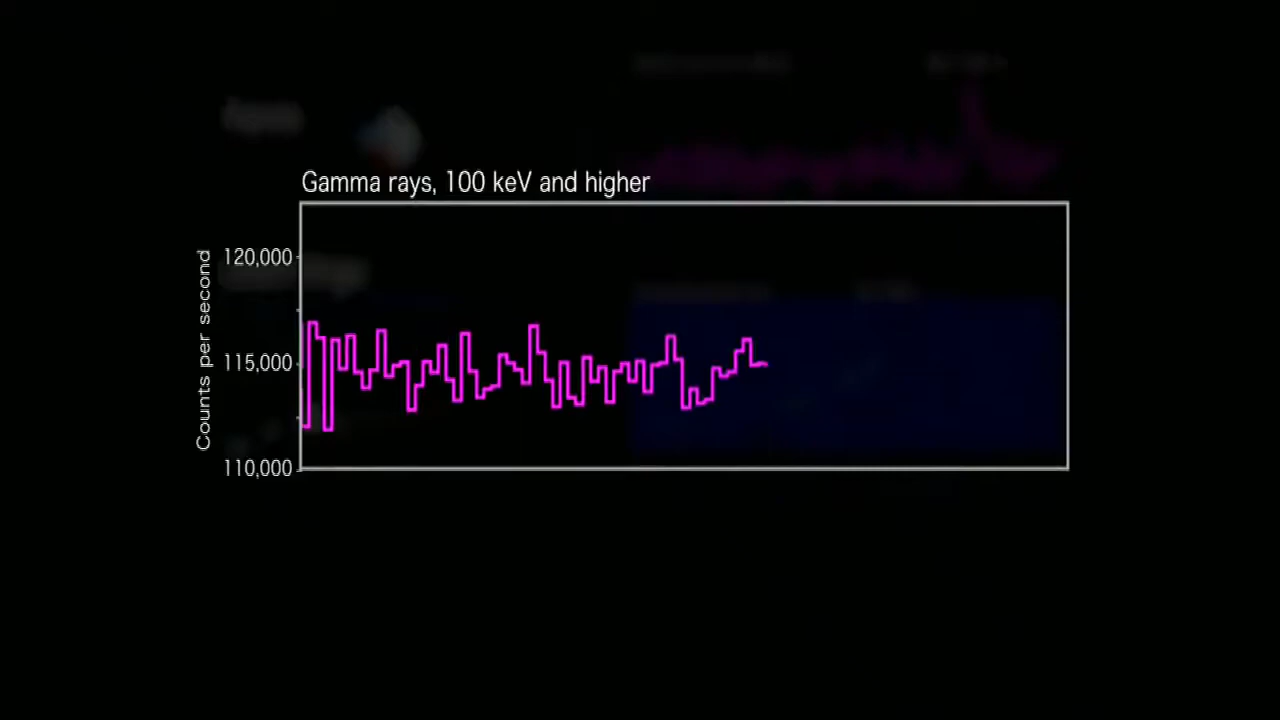 Gamma rays, 100 keV and higher
Counts per second
120,000
115,000
110,000